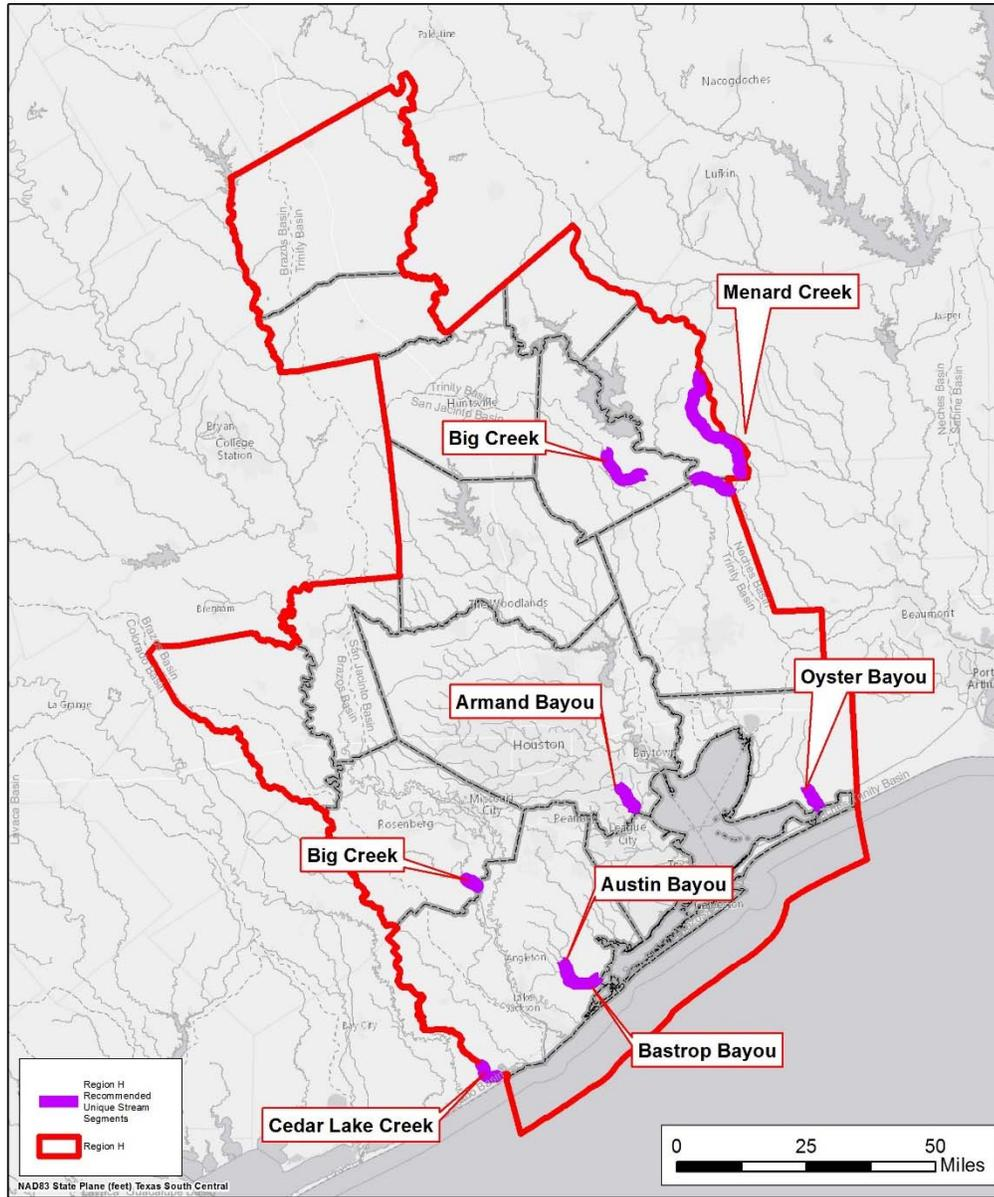 Palestine
Nacogdoches
Lufkin
Brazos Basin
Trinity Basin
Menard Creek
Jasper
Neches Basin
Sabine Basin
Trinity Basin
Huntsville
San Jacinto Basin
Bryan
College
Station
Big Creek
Neches Basin
Trinity Basin
The Woodlands
Brenham
Beaumont
Brazos Basin
Colorado Basin
San Jacinto Basin
Brazos Basin
Oyster Bayou
Port
La Grange
Armand Bayou
Houston
Baytown
Trinity Basin
Lavaca Basin
Missouri
City
Rosenberg
League
City
Big Creek
Austin Bayou
Angleton
Lake
Jackson
Bay City
Bastrop Bayou
Cedar Lake Creek
Region H
Recommended
Unique Stream
Segments
Region H
0 25 50
Miles
NAD83 State Plane (feet) Texas South Central